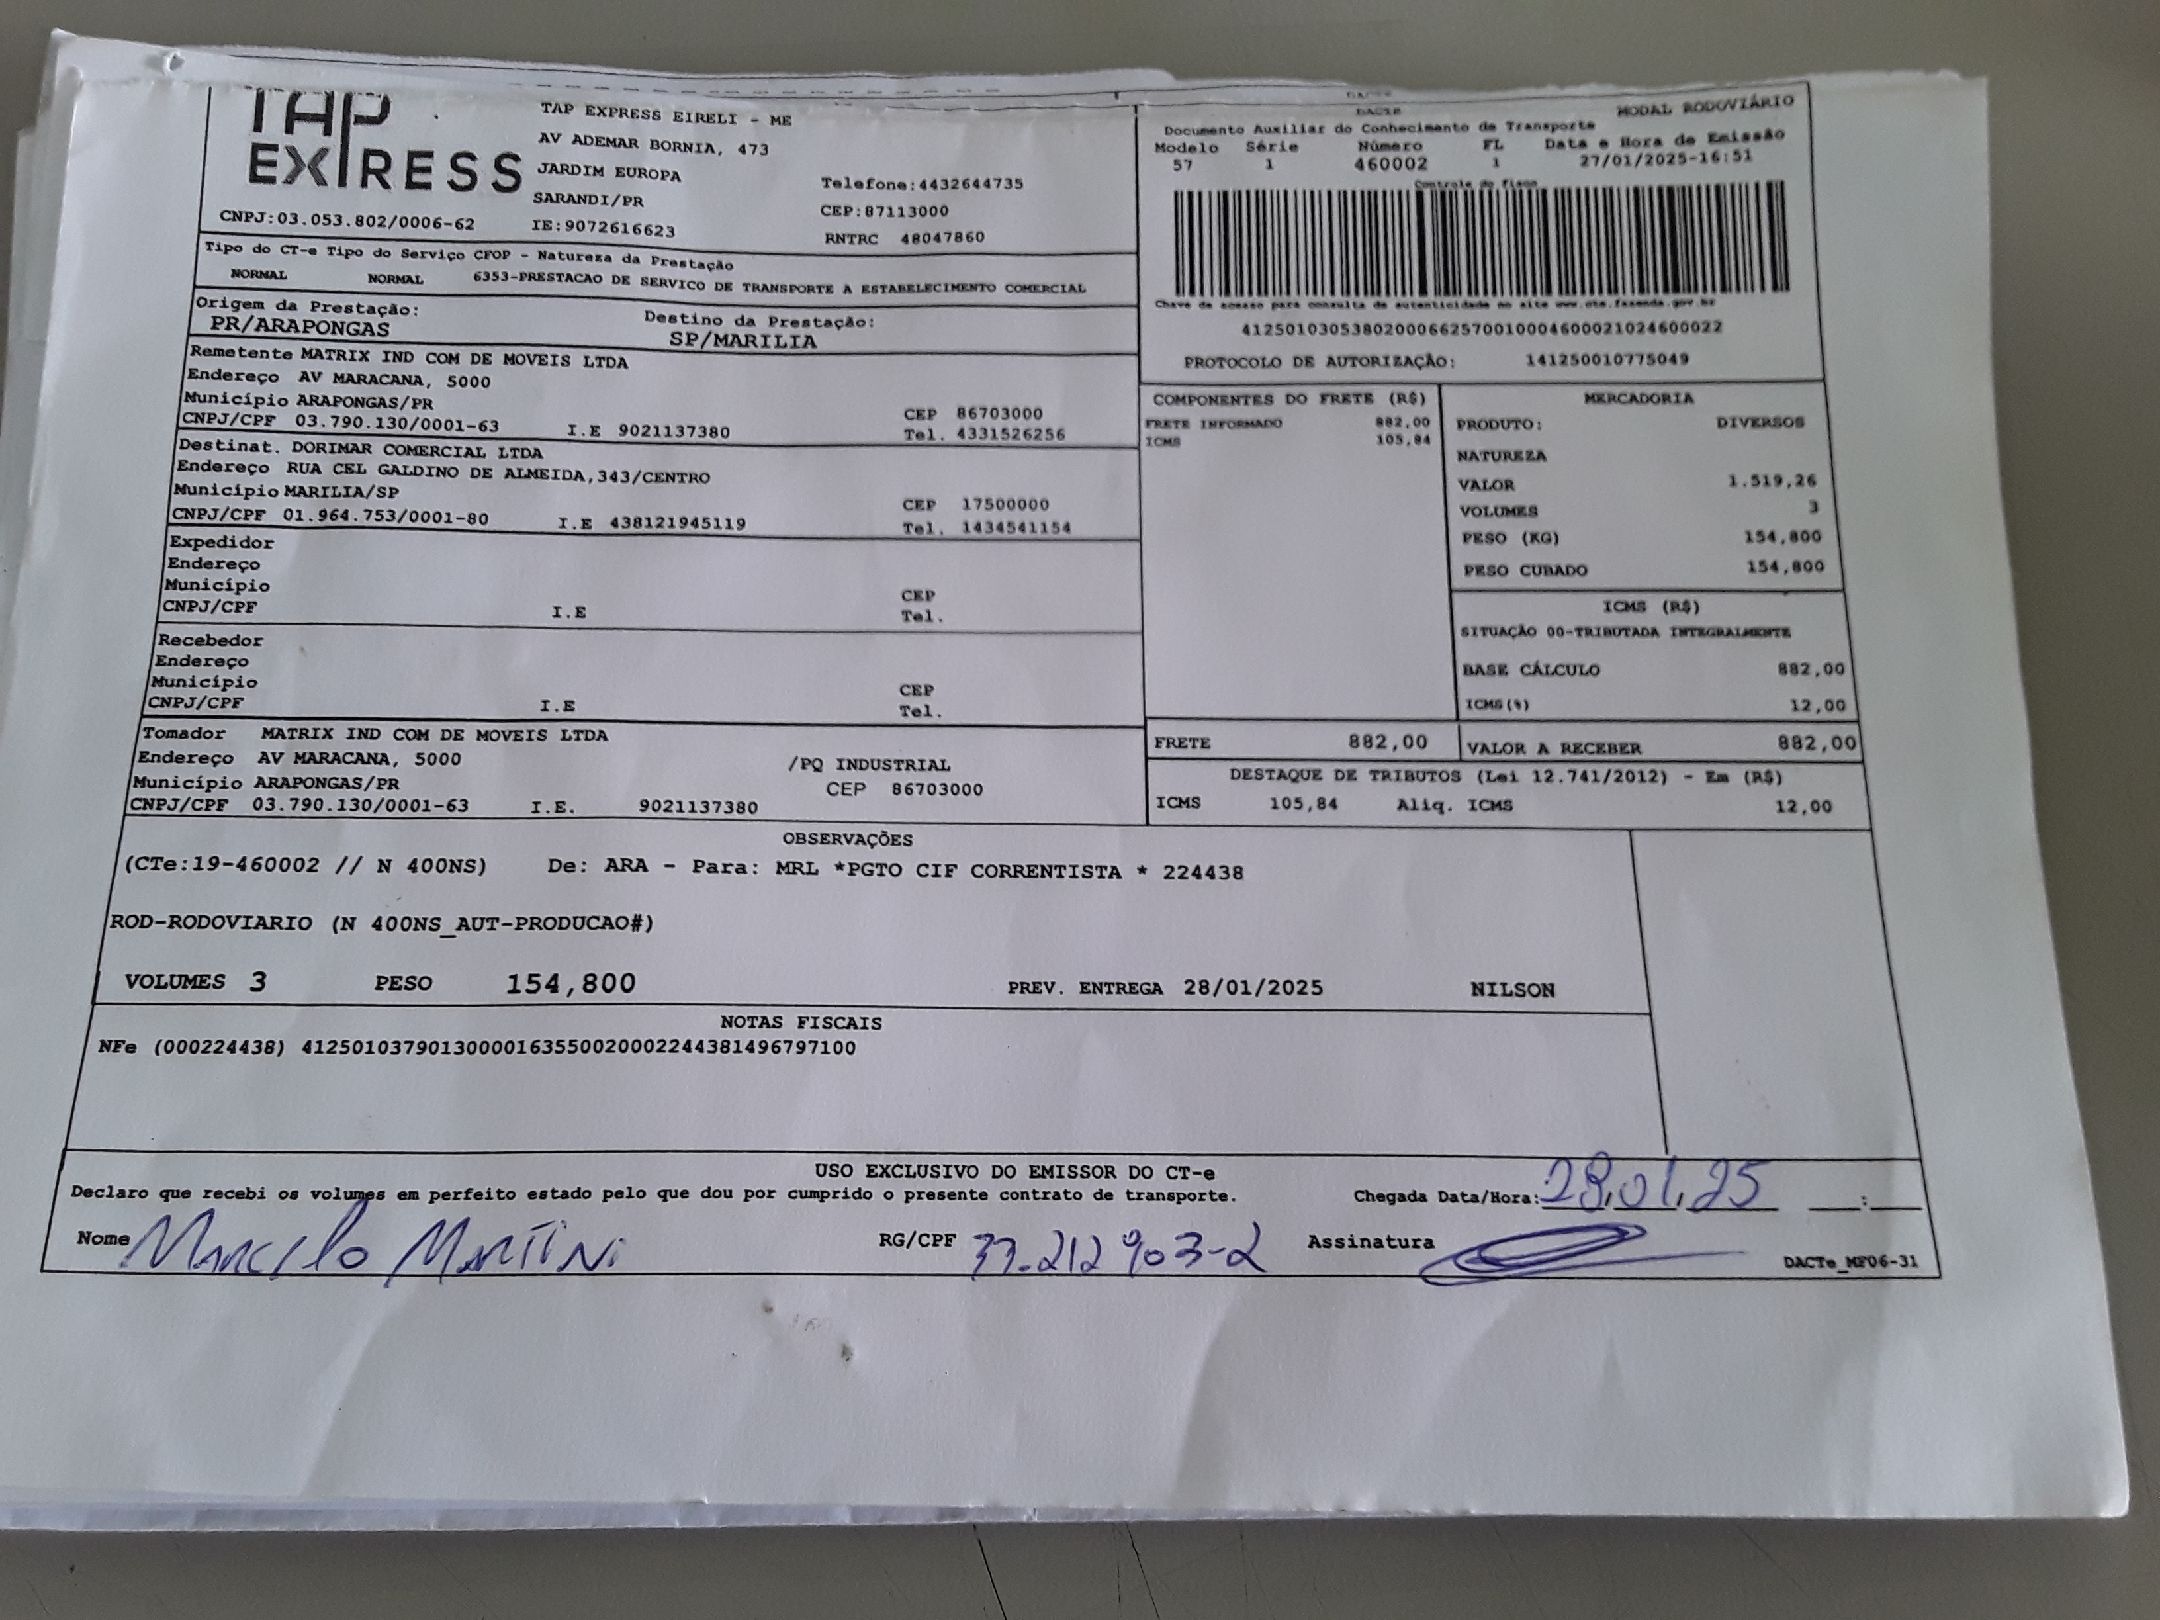 TAP EXPRESS
TAP EXPRESS EIRELI - ME
AV ADEMAR BORNIA, 473
JARDIM EUROPA
SARANDI/PR
Telefone:4432644735
CEP:87113000
CNPJ:03.053.802/0006-62 IE:9072616623 RNTRC 48047860
DACTE MODAL RODOVIÁRIO
Documento Auxiliar do Conhecimento de Transporte
Modelo Série Número FL Data e Hora de Emissão
57 1 460002 1 27/01/2025-16:51
Controle do fisco
Chave de acesso para consulta de autenticidade no site www.cte.fazenda.gov.br
41250103053802000662570010004600021024600022
PROTOCOLO DE AUTORIZAÇÃO: 141250010775049
Tipo do CT-e Tipo do Serviço CFOP - Natureza da Prestação
NORMAL NORMAL 6353-PRESTACAO DE SERVICO DE TRANSPORTE A ESTABELECIMENTO COMERCIAL
Origem da Prestação: Destino da Prestação:
PR/ARAPONGAS SP/MARILIA
Remetente MATRIX IND COM DE MOVEIS LTDA
Endereço AV MARACANA, 5000
Município ARAPONGAS/PR CEP 86703000
CNPJ/CPF 03.790.130/0001-63 I.E 9021137380 Tel. 4331526256
Destinat. DORIMAR COMERCIAL LTDA
Endereço RUA CEL GALDINO DE ALMEIDA,343/CENTRO
Município MARILIA/SP CEP 17500000
CNPJ/CPF 01.964.753/0001-80 I.E 438121945119 Tel. 1434541154
Expedidor
Endereço
Município CEP
CNPJ/CPF I.E Tel.
Recebedor
Endereço
Município CEP
CNPJ/CPF I.E Tel.
Tomador MATRIX IND COM DE MOVEIS LTDA
Endereço AV MARACANA, 5000 /PQ INDUSTRIAL
Município ARAPONGAS/PR CEP 86703000
CNPJ/CPF 03.790.130/0001-63 I.E. 9021137380
COMPONENTES DO FRETE (R$)
FRETE INFORMADO 882,00
ICMS 105,84
MERCADORIA
PRODUTO: DIVERSOS
NATUREZA
VALOR 1.519,26
VOLUMES 3
PESO (KG) 154,800
PESO CUBADO 154,800
ICMS (R$)
SITUAÇÃO 00-TRIBUTADA INTEGRALMENTE
BASE CÁLCULO 882,00
ICMS(%) 12,00
FRETE 882,00 VALOR A RECEBER 882,00
DESTAQUE DE TRIBUTOS (Lei 12.741/2012) - Em (R$)
ICMS 105,84 Aliq. ICMS 12,00
OBSERVAÇÕES
(CTe:19-460002 // N 400NS) De: ARA - Para: MRL *PGTO CIF CORRENTISTA * 224438
ROD-RODOVIARIO (N 400NS_AUT-PRODUCAO#)
VOLUMES 3 PESO 154,800 PREV. ENTREGA 28/01/2025 NILSON
NOTAS FISCAIS
NFe (000224438) 41250103790130000163550020002244381496797100
USO EXCLUSIVO DO EMISSOR DO CT-e
Declaro que recebi os volumes em perfeito estado pelo que dou por cumprido o presente contrato de transporte. Chegada Data/Hora: 28.01.25 :
Nome Marcelo Martini RG/CPF 33.212903-2 Assinatura
DACTe_MF06-31